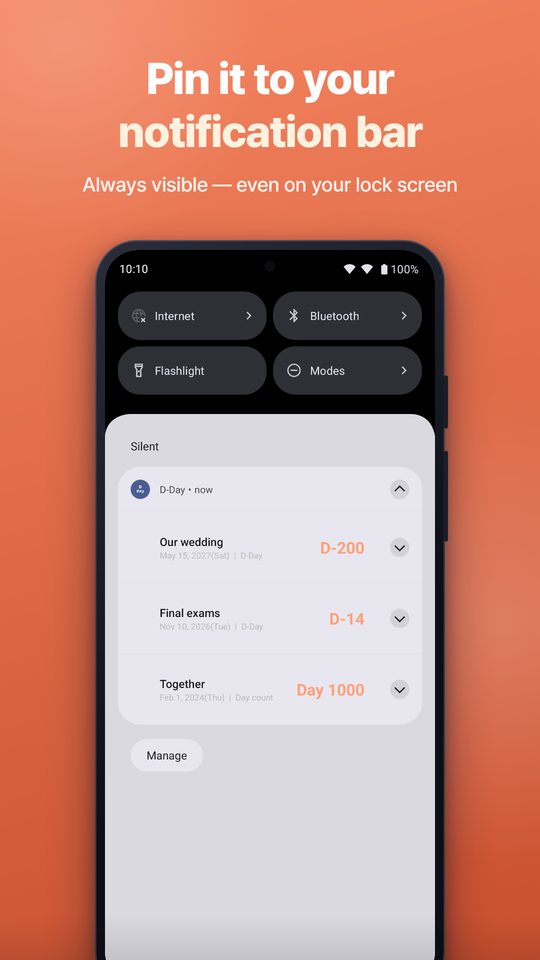 Pin it to your
notification bar
Always visible — even on your lock screen
10:10
100%
Internet
Bluetooth
Flashlight
Modes
Silent
D-Day • now
Our wedding
May 15, 2027(Sat) | D-Day
D-200
Final exams
Nov 10, 2026(Tue) | D-Day
D-14
Together
Feb 1, 2024(Thu) | Day count
Day 1000
Manage